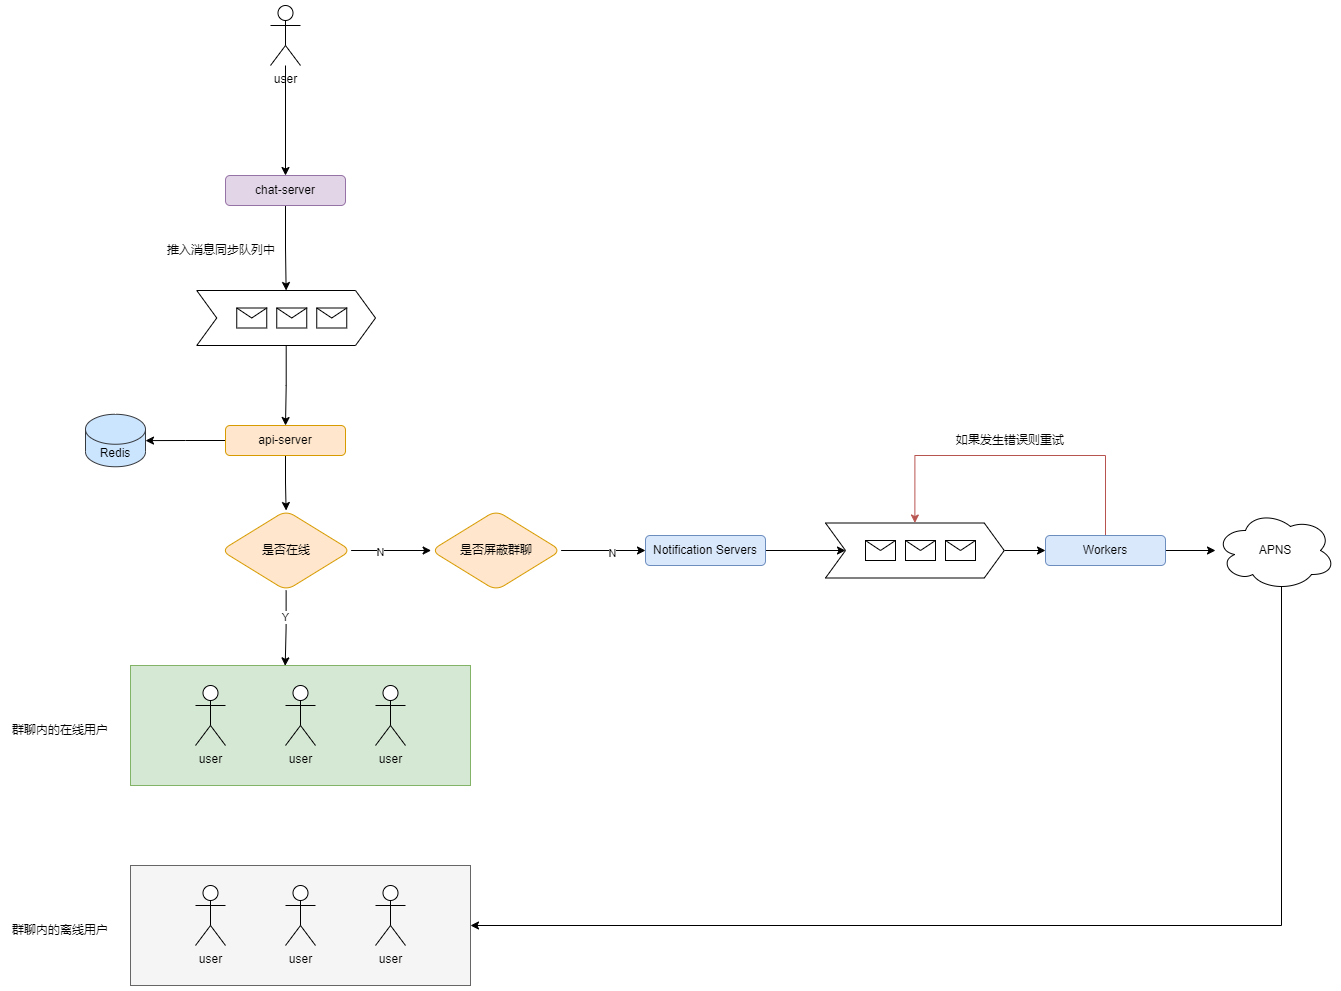 user
chat-server
推入消息同步队列中
api-server
Redis
如果发生错误则重试
是否在线
N
是否屏蔽群聊
N
Notification Servers
Workers
APNS
Y
群聊内的在线用户
user
user
user
群聊内的离线用户
user
user
user